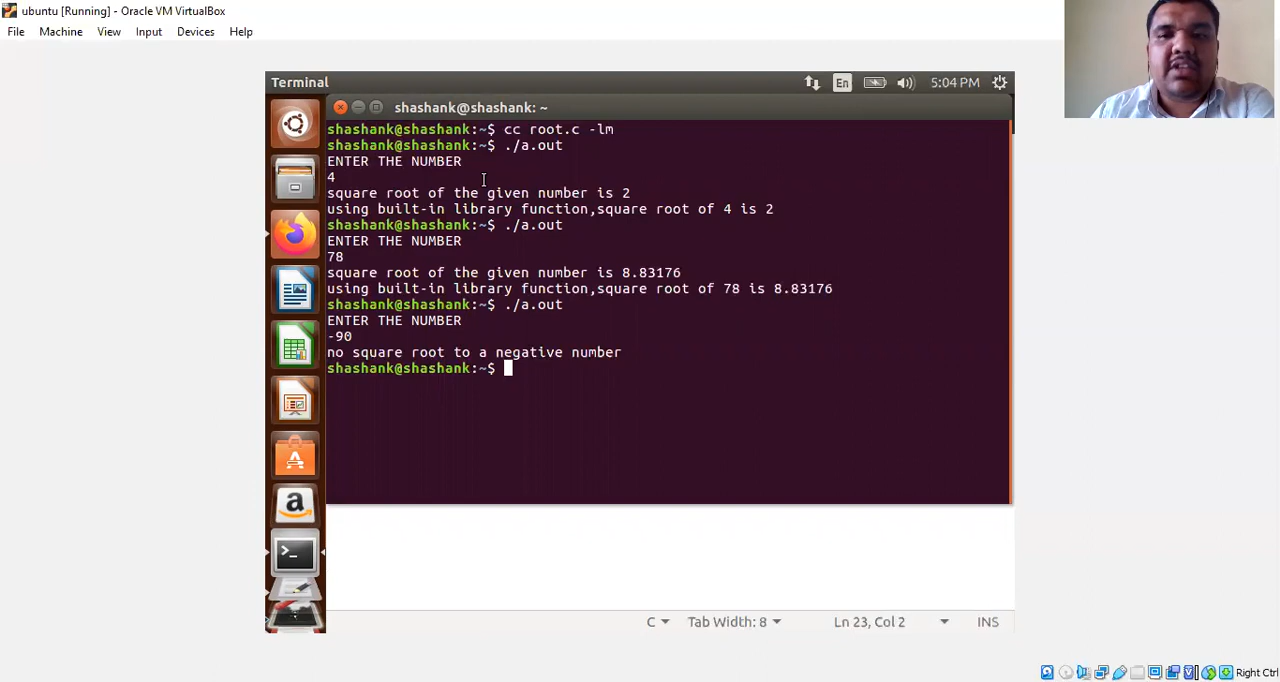 ubuntu [Running] - Oracle VM VirtualBox
File Machine View Input Devices Help
Terminal En 5:04 PM
shashank@shashank: ~
shashank@shashank:~$ cc root.c -lm
shashank@shashank:~$ ./a.out
ENTER THE NUMBER
4
square root of the given number is 2
using built-in library function,square root of 4 is 2
shashank@shashank:~$ ./a.out
ENTER THE NUMBER
78
square root of the given number is 8.83176
using built-in library function,square root of 78 is 8.83176
shashank@shashank:~$ ./a.out
ENTER THE NUMBER
-90
no square root to a negative number
shashank@shashank:~$
C Tab Width: 8 Ln 23, Col 2 INS
Right Ctrl